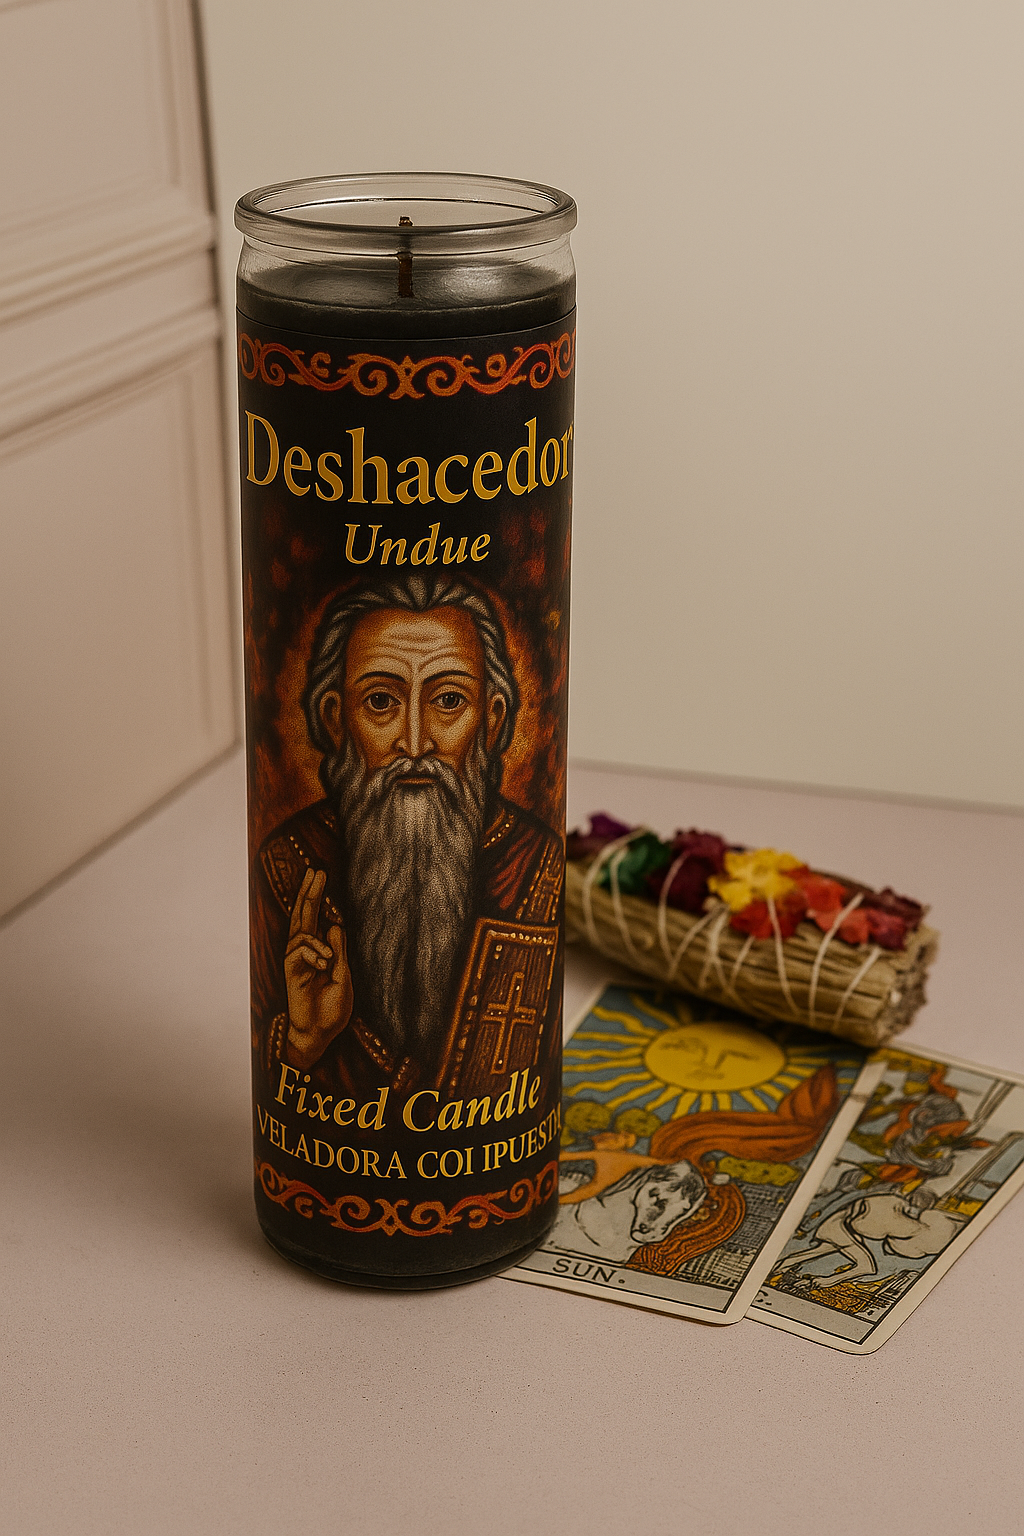 Deshacedor
Undue
Fixed Candle
VELADORA COI IPUESTA
SUN.